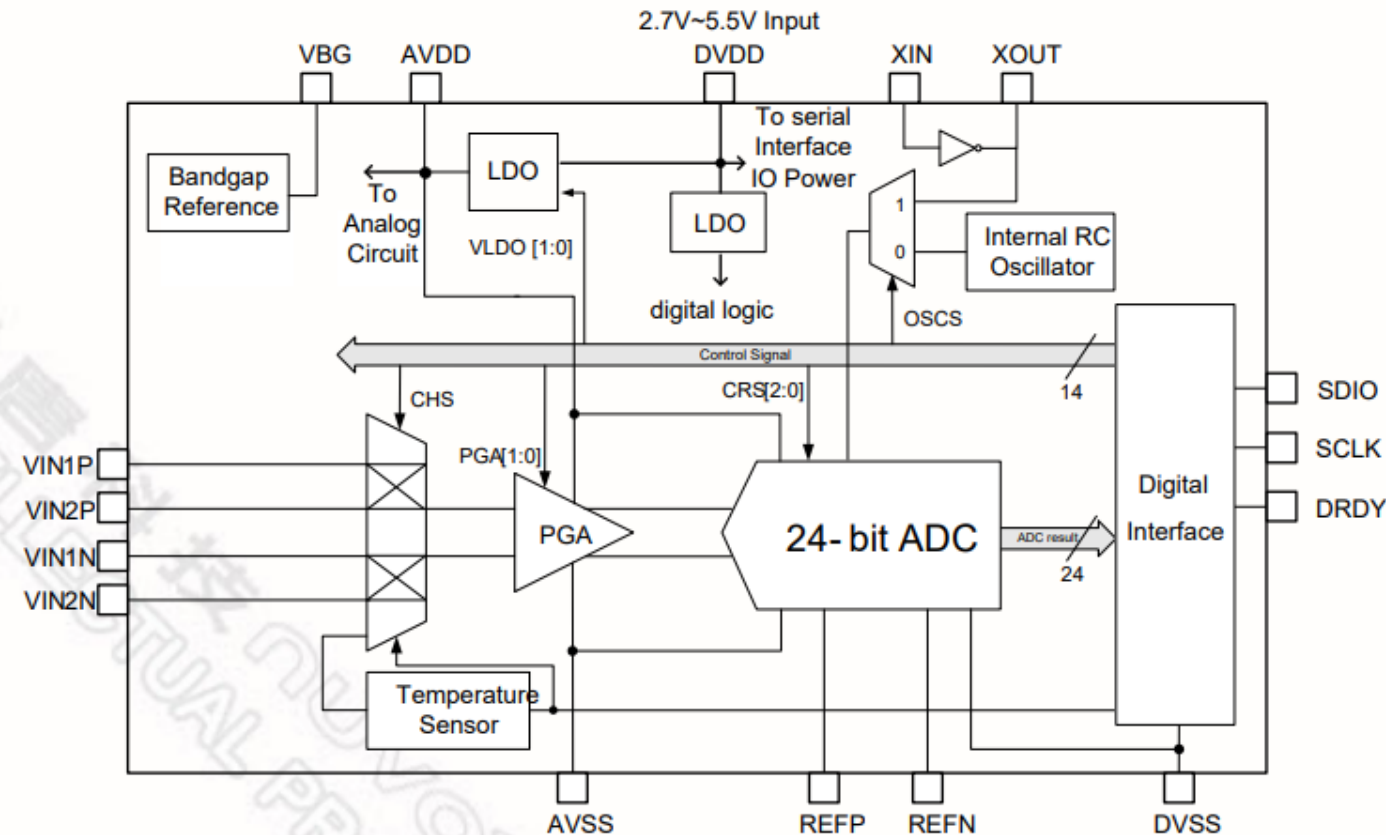 2.7V~5.5V Input
VBG
AVDD
DVDD
XIN
XOUT
Bandgap
Reference
To
Analog
Circuit
LDO
VLDO [1:0]
To serial
Interface
IO Power
LDO
digital logic
1
0
Internal RC
Oscillator
OSCS
Control Signal
14
CHS
PGA[1:0]
CRS[2:0]
VIN1P
VIN2P
VIN1N
VIN2N
PGA
24- bit ADC
ADC result
24
Digital
Interface
SDIO
SCLK
DRDY
Temperature
Sensor
AVSS
REFP
REFN
DVSS